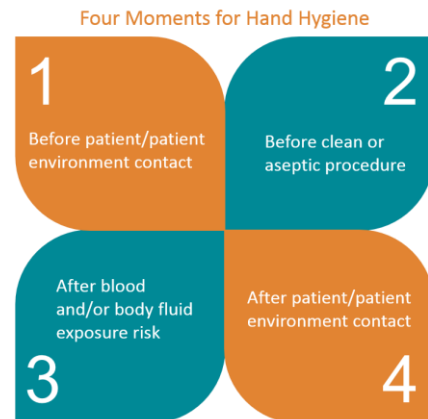 Four Moments for Hand Hygiene
1
Before patient/patient
environment contact
2
Before clean or
aseptic procedure
After blood
and/or body fluid
exposure risk
3
After patient/patient
environment contact
4